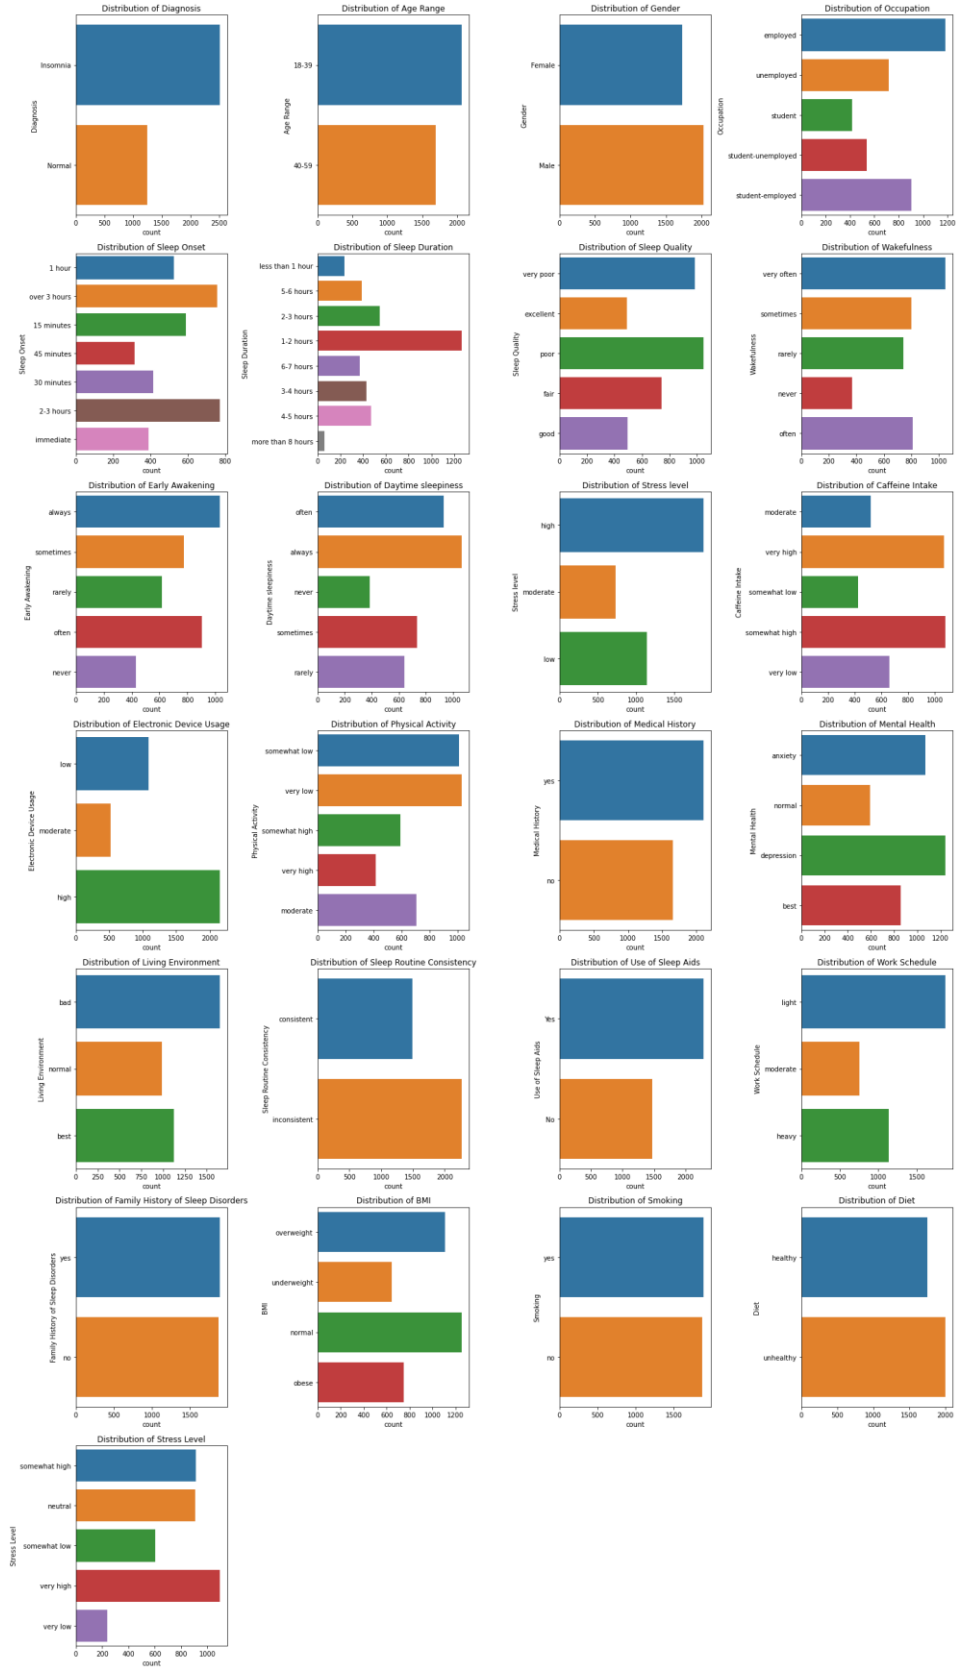 Distribution of Diagnosis
Insomnia
Normal
Diagnosis
0 500 1000 1500 2000 2500
count
Distribution of Age Range
18-39
40-59
Age Range
0 500 1000 1500 2000
count
Distribution of Gender
Female
Male
Gender
0 500 1000 1500 2000
count
Distribution of Occupation
employed
unemployed
student
student-unemployed
student-employed
Occupation
0 200 400 600 800 1000 1200
count
Distribution of Sleep Onset
1 hour
over 3 hours
15 minutes
45 minutes
30 minutes
2-3 hours
immediate
Sleep Onset
0 200 400 600 800
count
Distribution of Sleep Duration
less than 1 hour
5-6 hours
2-3 hours
1-2 hours
6-7 hours
3-4 hours
4-5 hours
more than 8 hours
Sleep Duration
0 200 400 600 800 1000 1200
count
Distribution of Sleep Quality
very poor
excellent
poor
fair
good
Sleep Quality
0 200 400 600 800 1000
count
Distribution of Wakefulness
very often
sometimes
rarely
never
often
Wakefulness
0 200 400 600 800 1000
count
Distribution of Early Awakening
always
sometimes
rarely
often
never
Early Awakening
0 200 400 600 800 1000
count
Distribution of Daytime sleepiness
often
always
never
sometimes
rarely
Daytime sleepiness
0 200 400 600 800 1000
count
Distribution of Stress level
high
moderate
low
Stress level
0 500 1000 1500
count
Distribution of Caffeine Intake
moderate
very high
somewhat low
somewhat high
very low
Caffeine Intake
0 200 400 600 800 1000
count
Distribution of Electronic Device Usage
low
moderate
high
Electronic Device Usage
0 500 1000 1500 2000
count
Distribution of Physical Activity
somewhat low
very low
somewhat high
very high
moderate
Physical Activity
0 200 400 600 800 1000
count
Distribution of Medical History
yes
no
Medical History
0 500 1000 1500 2000
count
Distribution of Mental Health
anxiety
normal
depression
best
Mental Health
0 200 400 600 800 1000 1200
count
Distribution of Living Environment
bad
normal
best
Living Environment
0 250 500 750 1000 1250 1500
count
Distribution of Sleep Routine Consistency
consistent
inconsistent
Sleep Routine Consistency
0 500 1000 1500 2000
count
Distribution of Use of Sleep Aids
Yes
No
Use of Sleep Aids
0 500 1000 1500 2000
count
Distribution of Work Schedule
light
moderate
heavy
Work Schedule
0 500 1000 1500
count
Distribution of Family History of Sleep Disorders
yes
no
Family History of Sleep Disorders
0 500 1000 1500
count
Distribution of BMI
overweight
underweight
normal
obese
BMI
0 200 400 600 800 1000 1200
count
Distribution of Smoking
yes
no
Smoking
0 500 1000 1500
count
Distribution of Diet
healthy
unhealthy
Diet
0 500 1000 1500 2000
count
Distribution of Stress Level
somewhat high
neutral
somewhat low
very high
very low
Stress Level
0 200 400 600 800 1000
count